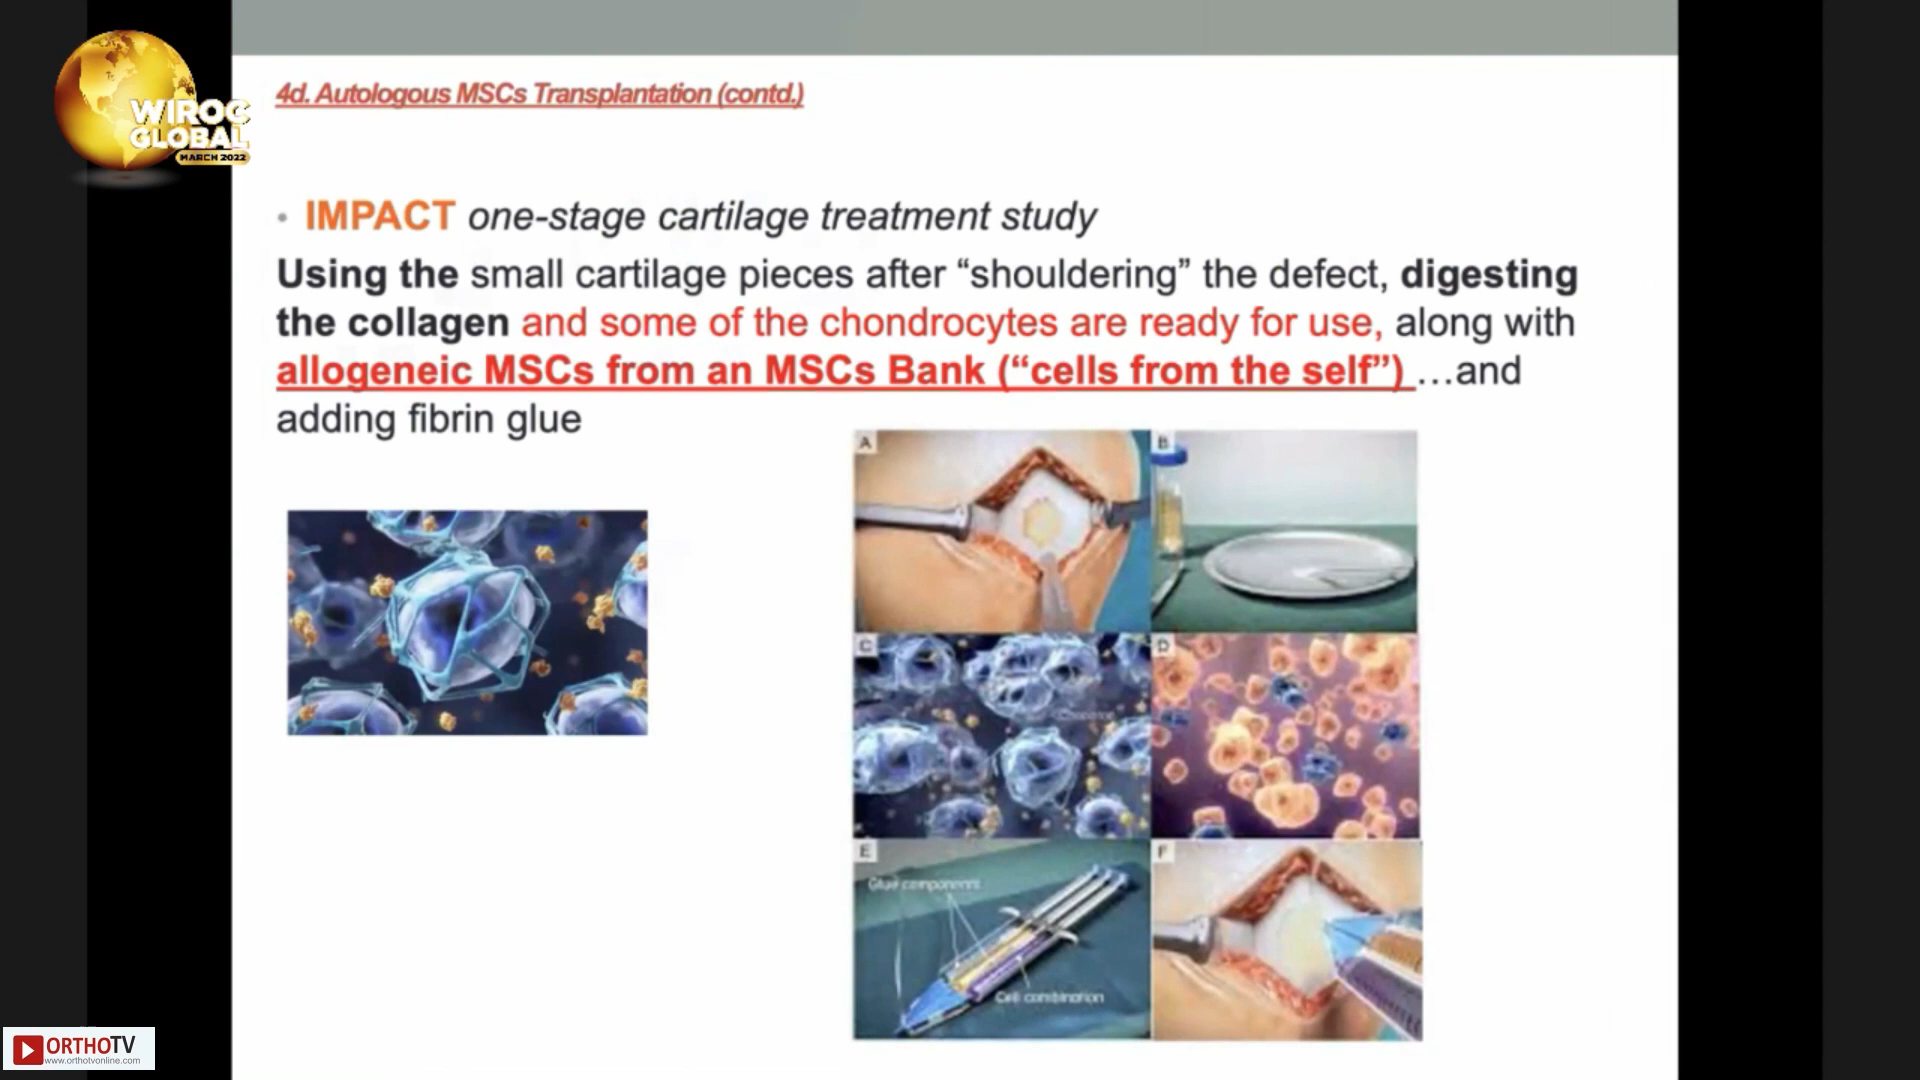 WIROC
GLOBAL
MARCH 2022
4d. Autologous MSCs Transplantation (contd.)
• IMPACT one-stage cartilage treatment study
Using the small cartilage pieces after “shouldering” the defect, digesting
the collagen and some of the chondrocytes are ready for use, along with
allogeneic MSCs from an MSCs Bank (“cells from the self”) …and
adding fibrin glue
A
B
C
D
E
Glue components
Cell combination
F
ORTHOTV
www.orthotvonline.com